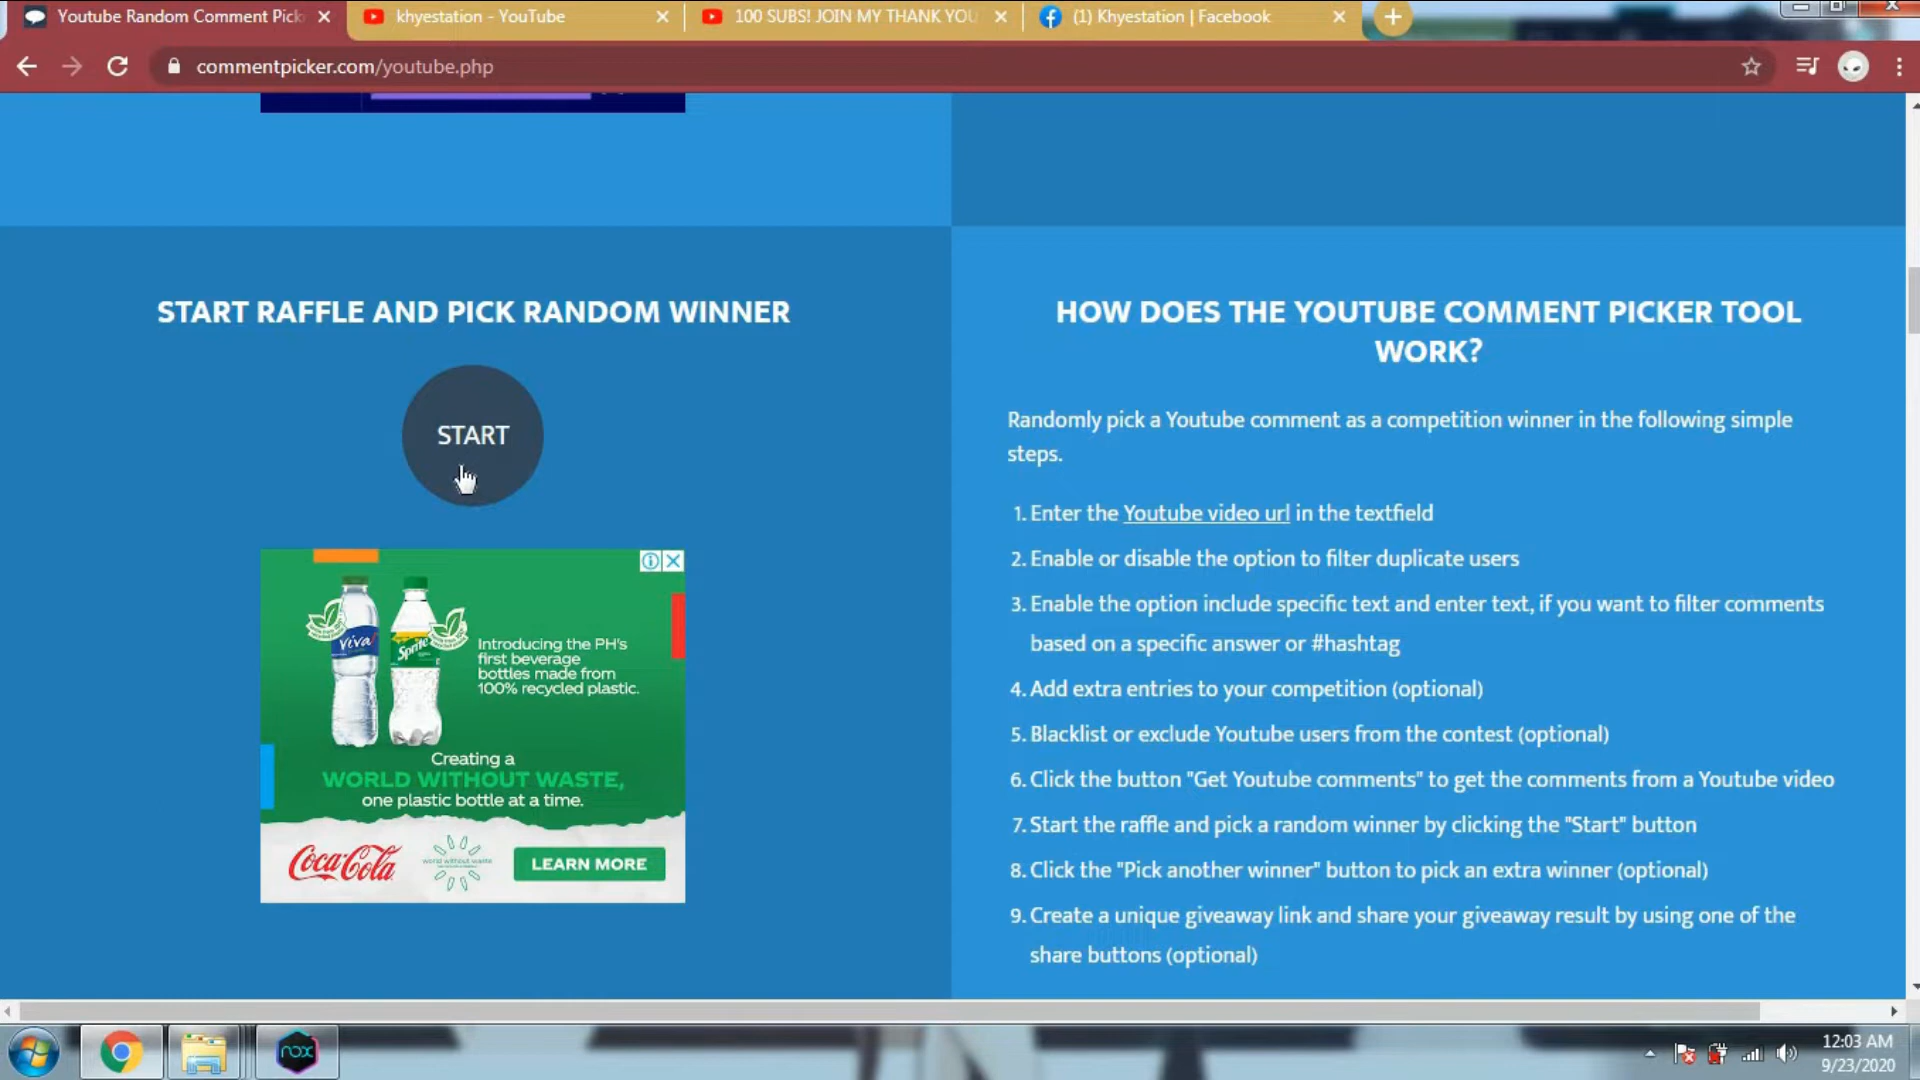 Youtube Random Comment Pick
khyestation - YouTube
100 SUBS! JOIN MY THANK YOU
(1) Khyestation | Facebook
commentpicker.com/youtube.php
START RAFFLE AND PICK RANDOM WINNER
START
viva!
Sprite
Introducing the PH's
first beverage
bottles made from
100% recycled plastic.
Creating a
WORLD WITHOUT WASTE,
one plastic bottle at a time.
Coca-Cola
world without waste
LEARN MORE
HOW DOES THE YOUTUBE COMMENT PICKER TOOL
WORK?
Randomly pick a Youtube comment as a competition winner in the following simple
steps.
1. Enter the Youtube video url in the textfield
2. Enable or disable the option to filter duplicate users
3. Enable the option include specific text and enter text, if you want to filter comments
based on a specific answer or #hashtag
4. Add extra entries to your competition (optional)
5. Blacklist or exclude Youtube users from the contest (optional)
6. Click the button "Get Youtube comments" to get the comments from a Youtube video
7. Start the raffle and pick a random winner by clicking the "Start" button
8. Click the "Pick another winner" button to pick an extra winner (optional)
9. Create a unique giveaway link and share your giveaway result by using one of the
share buttons (optional)
nox
12:03 AM
9/23/2020